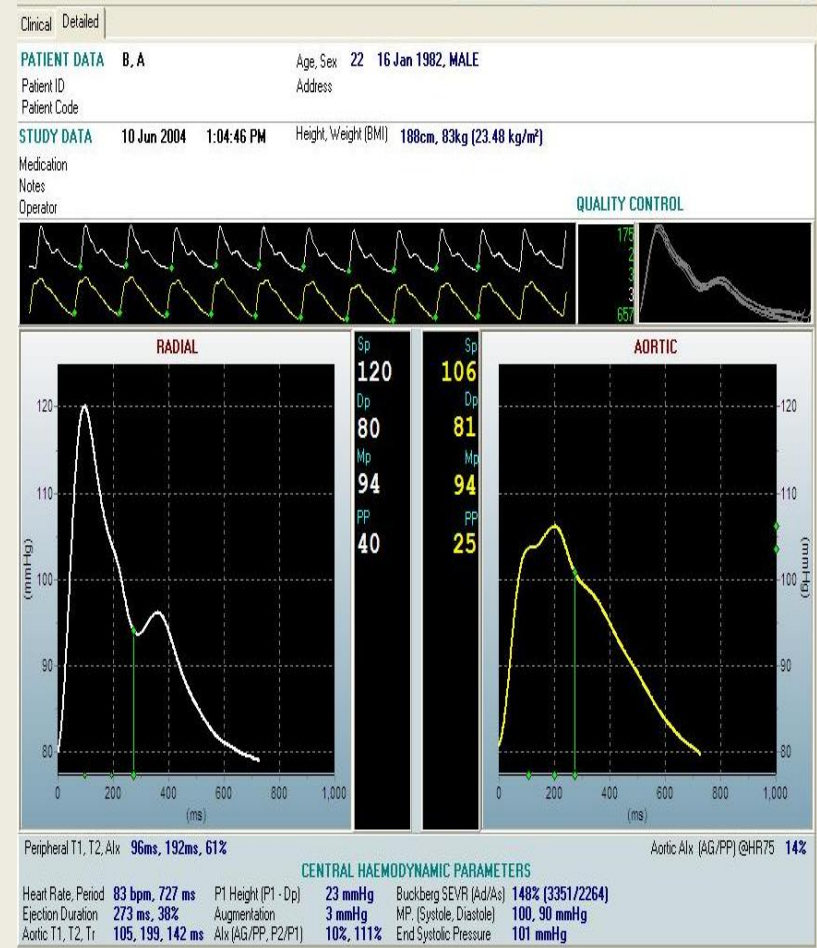 Clinical Detailed
PATIENT DATA B, A Age, Sex 22 16 Jan 1982, MALE
Patient ID Address
Patient Code
STUDY DATA 10 Jun 2004 1:04:46 PM Height, Weight (BMI) 188cm, 83kg (23.48 kg/m²)
Medication
Notes
Operator
QUALITY CONTROL
175
657
RADIAL
120
110
100
90
80
(mmHg)
0 200 400 600 800 1,000
(ms)
Sp
120
Dp
80
Mp
94
PP
40
Sp
106
Dp
81
Mp
94
PP
25
AORTIC
120
110
100
90
80
(mmHg)
0 200 400 600 800 1,000
(ms)
Peripheral T1, T2, AIx 96ms, 192ms, 61% Aortic AIx (AG/PP) @HR75 14%
CENTRAL HAEMODYNAMIC PARAMETERS
Heart Rate, Period 83 bpm, 727 ms P1 Height (P1 - Dp) 23 mmHg Buckberg SEVR (Ad/As) 148% (3351/2264)
Ejection Duration 273 ms, 38% Augmentation 3 mmHg MP. (Systole, Diastole) 100, 90 mmHg
Aortic T1, T2, Tr 105, 199, 142 ms AIx (AG/PP, P2/P1) 10%, 111% End Systolic Pressure 101 mmHg